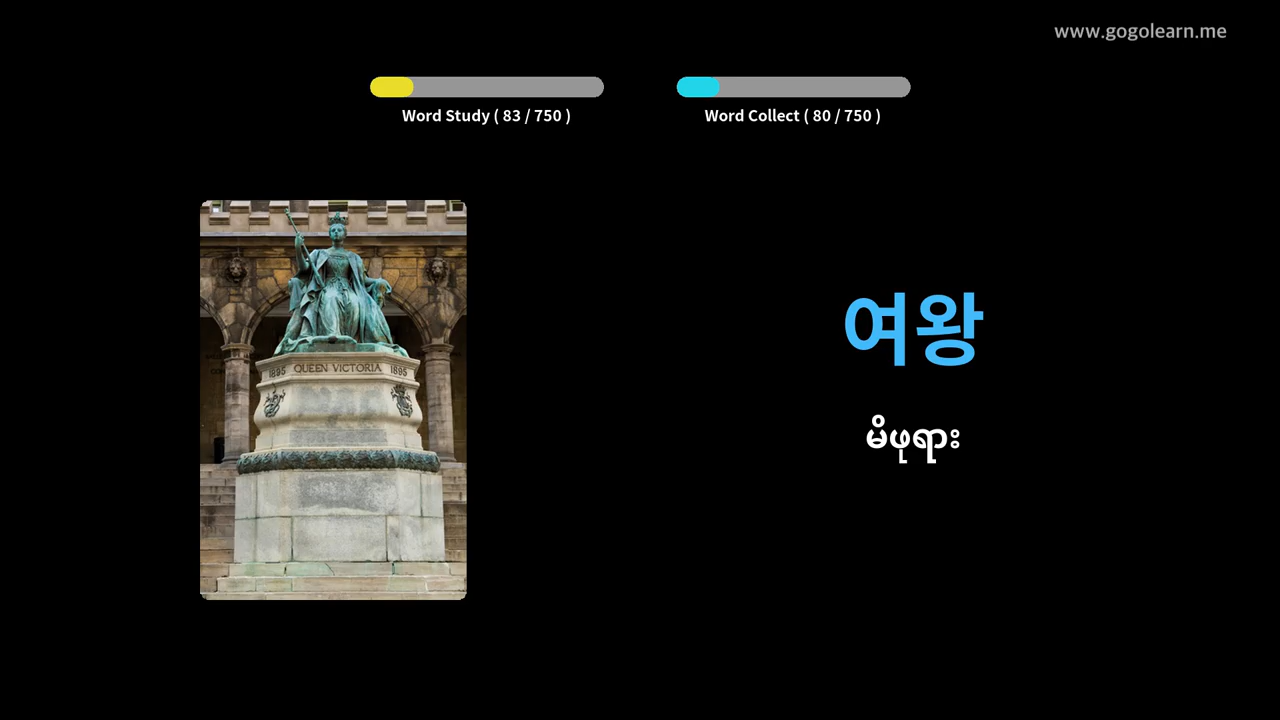 www.gogolearn.me
Word Study ( 83 / 750 )
Word Collect ( 80 / 750 )
1895 QUEEN VICTORIA 1895
여왕
မိဖုရား